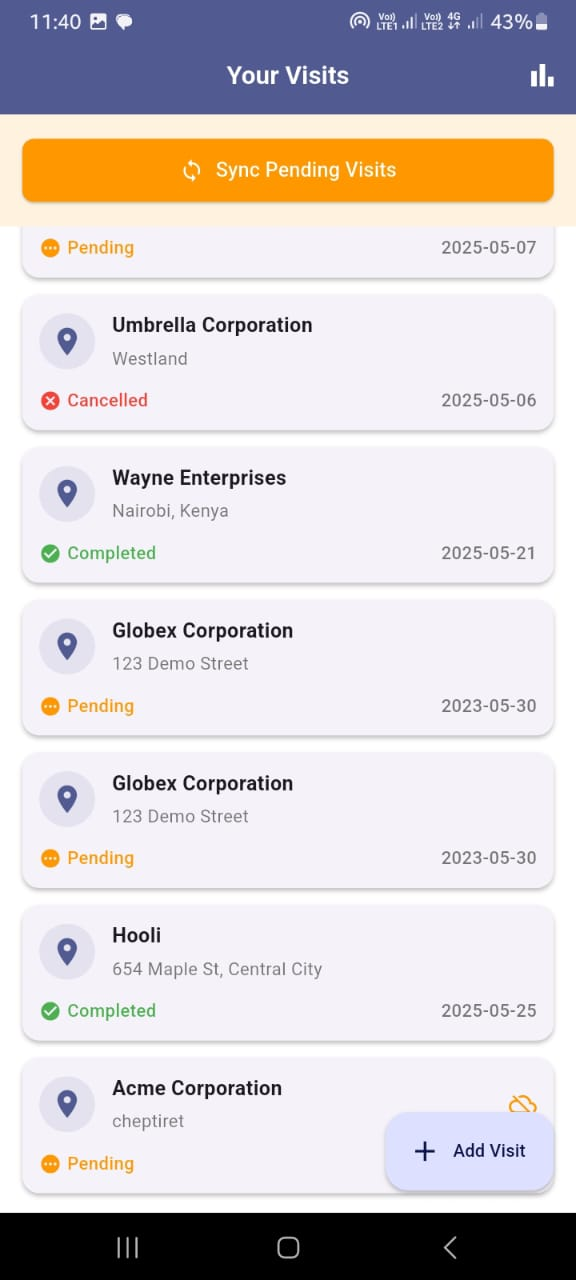 11:40 Vo) LTE1 Vo) LTE2 4G 43%
Your Visits
Sync Pending Visits
Pending 2025-05-07
Umbrella Corporation
Westland
Cancelled 2025-05-06
Wayne Enterprises
Nairobi, Kenya
Completed 2025-05-21
Globex Corporation
123 Demo Street
Pending 2023-05-30
Globex Corporation
123 Demo Street
Pending 2023-05-30
Hooli
654 Maple St, Central City
Completed 2025-05-25
Acme Corporation
cheptiret
Pending
+ Add Visit